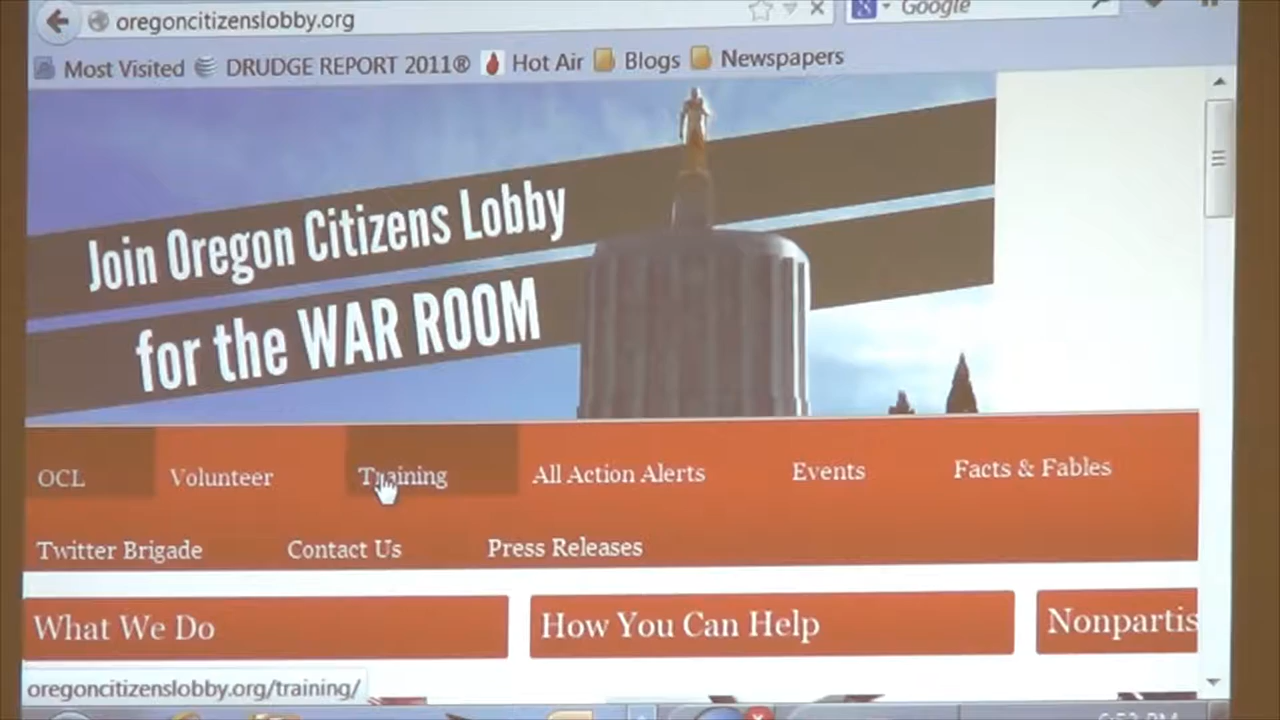 oregoncitizenslobby.org
Google
Most Visited DRUDGE REPORT 2011® Hot Air Blogs Newspapers
Join Oregon Citizens Lobby
for the WAR ROOM
OCL Volunteer Training All Action Alerts Events Facts & Fables
Twitter Brigade Contact Us Press Releases
What We Do How You Can Help Nonpartis
oregoncitizenslobby.org/training/